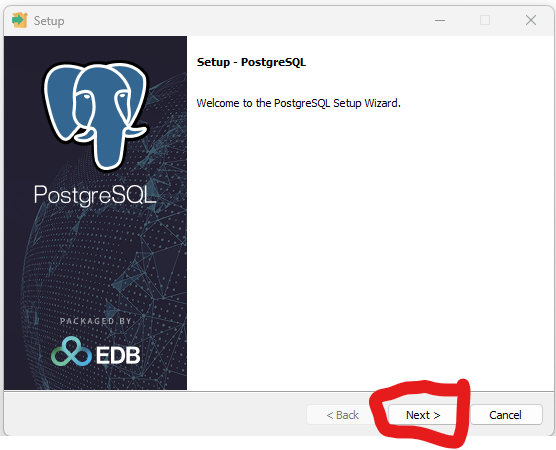 Setup
Setup - PostgreSQL
Welcome to the PostgreSQL Setup Wizard.
PostgreSQL
PACKAGED BY
EDB
< Back
Next >
Cancel